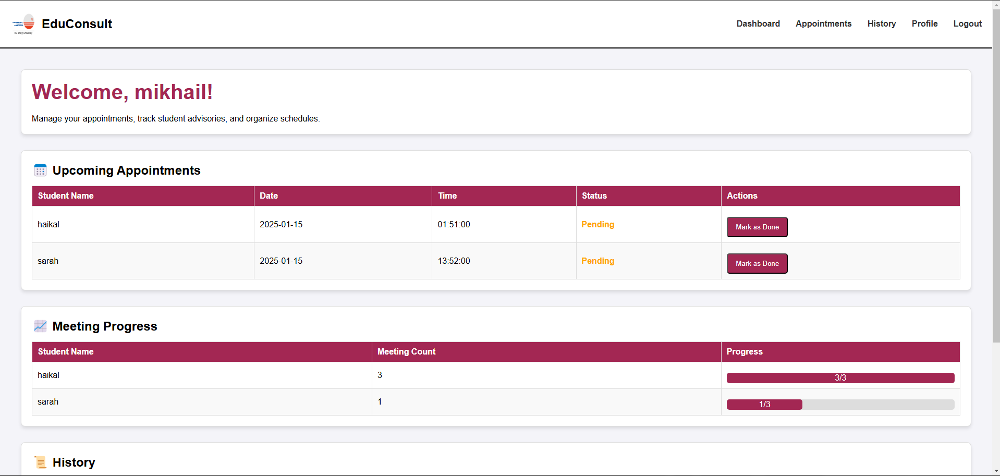 EduConsult
Dashboard Appointments History Profile Logout
The Energy University
Welcome, mikhail!
Manage your appointments, track student advisories, and organize schedules.
Upcoming Appointments
Student Name Date Time Status Actions
haikal 2025-01-15 01:51:00 Pending Mark as Done
sarah 2025-01-15 13:52:00 Pending Mark as Done
Meeting Progress
Student Name Meeting Count Progress
haikal 3 3/3
sarah 1 1/3
History